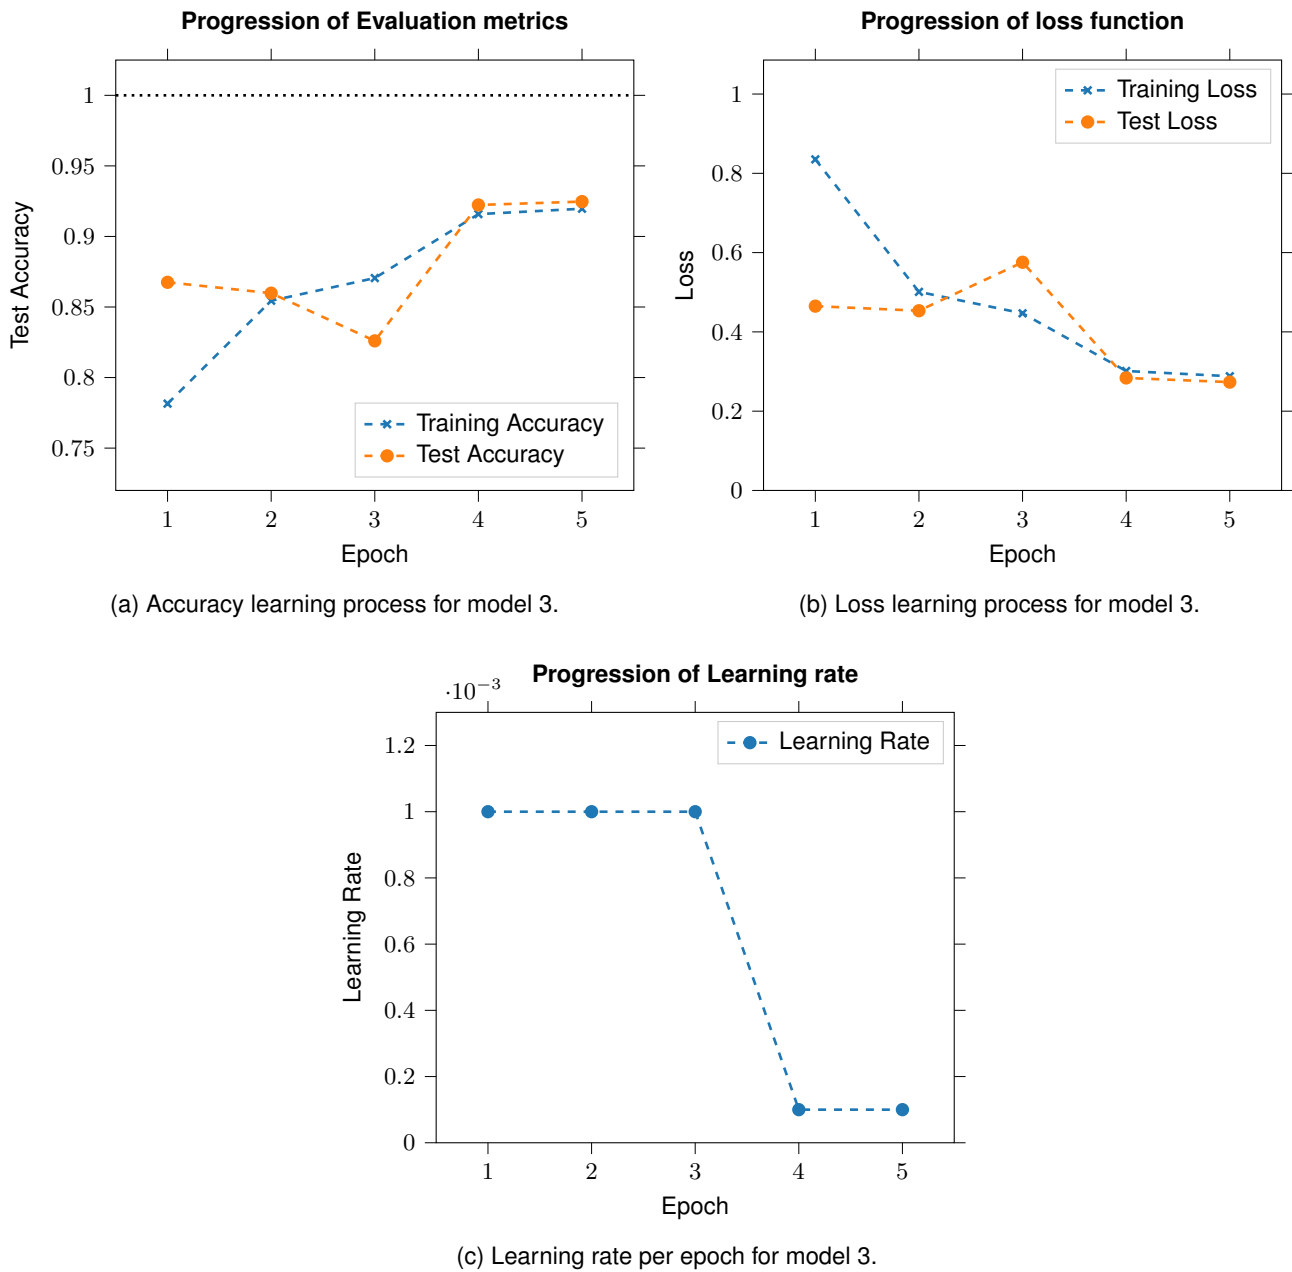 Progression of Evaluation metrics
1
0.95
0.9
0.85
0.8
0.75
Test Accuracy
Training Accuracy
Test Accuracy
1 2 3 4 5
Epoch
(a) Accuracy learning process for model 3.
Progression of loss function
1
0.8
0.6
0.4
0.2
0
Loss
Training Loss
Test Loss
1 2 3 4 5
Epoch
(b) Loss learning process for model 3.
Progression of Learning rate
·10⁻³
1.2
1
0.8
0.6
0.4
0.2
0
Learning Rate
Learning Rate
1 2 3 4 5
Epoch
(c) Learning rate per epoch for model 3.